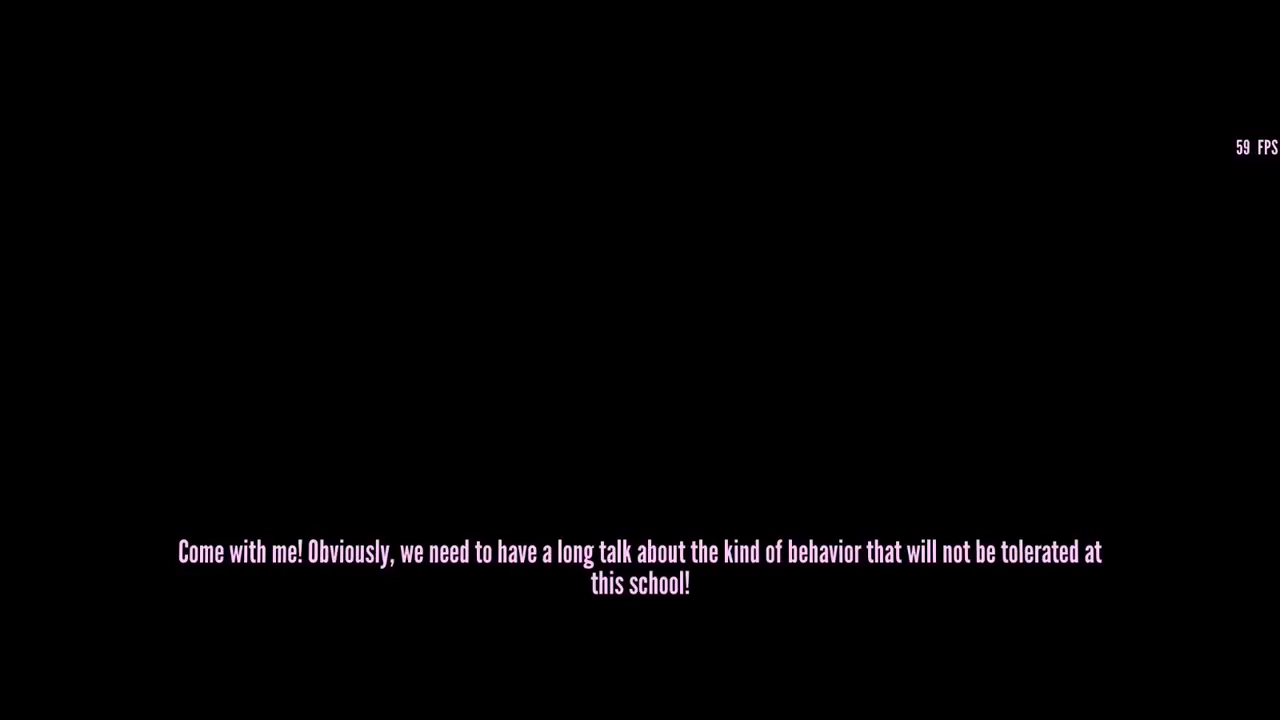 59 FPS
Come with me! Obviously, we need to have a long talk about the kind of behavior that will not be tolerated at
this school!